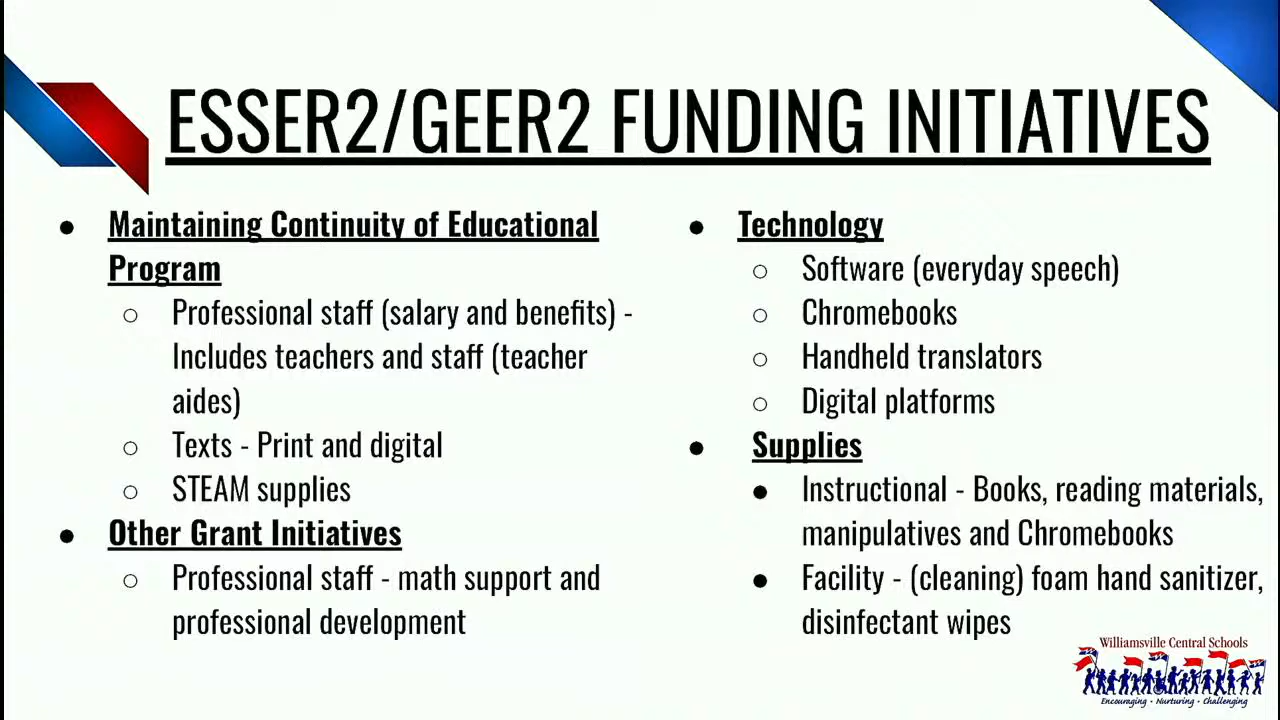 ESSER2/GEER2 FUNDING INITIATIVES
● Maintaining Continuity of Educational
Program
○ Professional staff (salary and benefits) -
Includes teachers and staff (teacher
aides)
○ Texts - Print and digital
○ STEAM supplies
● Other Grant Initiatives
○ Professional staff - math support and
professional development
● Technology
○ Software (everyday speech)
○ Chromebooks
○ Handheld translators
○ Digital platforms
● Supplies
● Instructional - Books, reading materials,
manipulatives and Chromebooks
● Facility - (cleaning) foam hand sanitizer,
disinfectant wipes
Williamsville Central Schools
Encouraging • Nurturing • Challenging